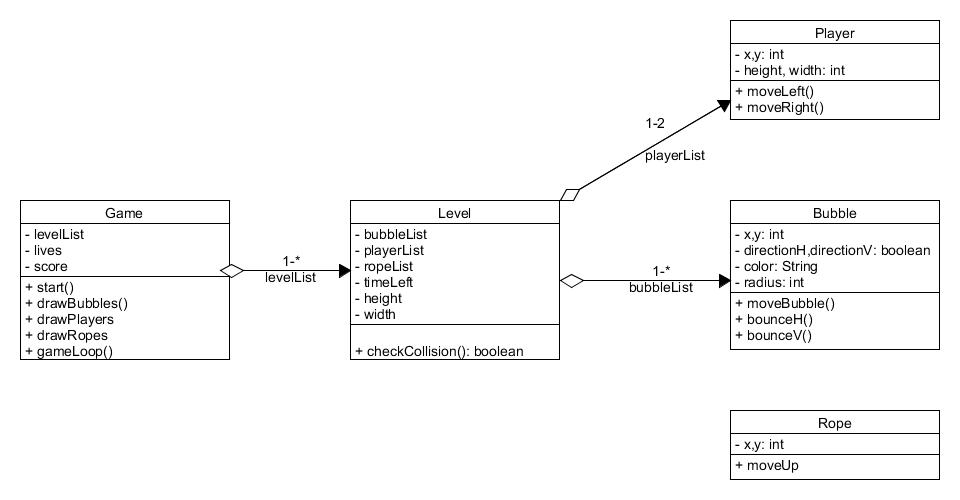 Player
- x,y: int
- height, width: int
+ moveLeft()
+ moveRight()
1-2
playerList
Game
- levelList
- lives
- score
+ start()
+ drawBubbles()
+ drawPlayers
+ drawRopes
+ gameLoop()
1-*
levelList
Level
- bubbleList
- playerList
- ropeList
- timeLeft
- height
- width
+ checkCollision(): boolean
1-*
bubbleList
Bubble
- x,y: int
- directionH,directionV: boolean
- color: String
- radius: int
+ moveBubble()
+ bounceH()
+ bounceV()
Rope
- x,y: int
+ moveUp